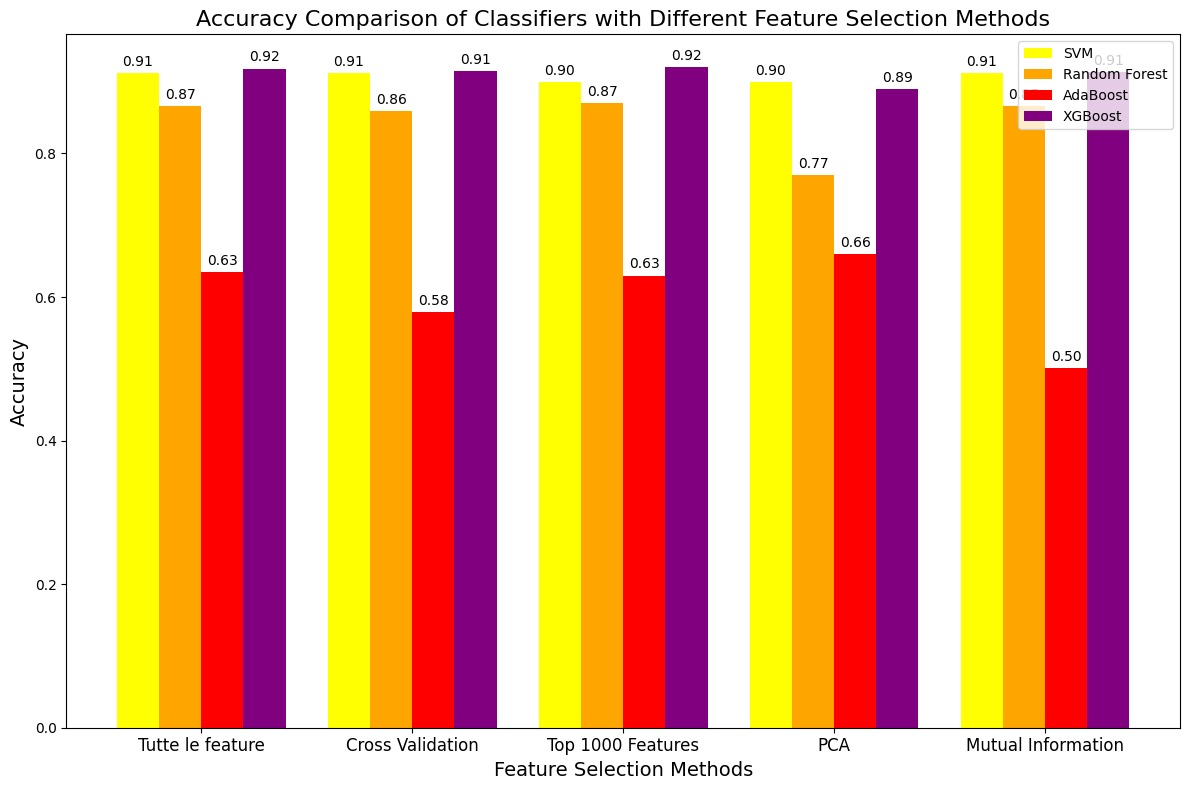 Accuracy Comparison of Classifiers with Different Feature Selection Methods
0.91 0.87 0.63 0.92
0.91 0.86 0.58 0.91
0.90 0.87 0.63 0.92
0.90 0.77 0.66 0.89
0.91 0.50 0.91
SVM
Random Forest
AdaBoost
XGBoost
Accuracy
0.8
0.6
0.4
0.2
0.0
Tutte le feature Cross Validation Top 1000 Features PCA Mutual Information
Feature Selection Methods